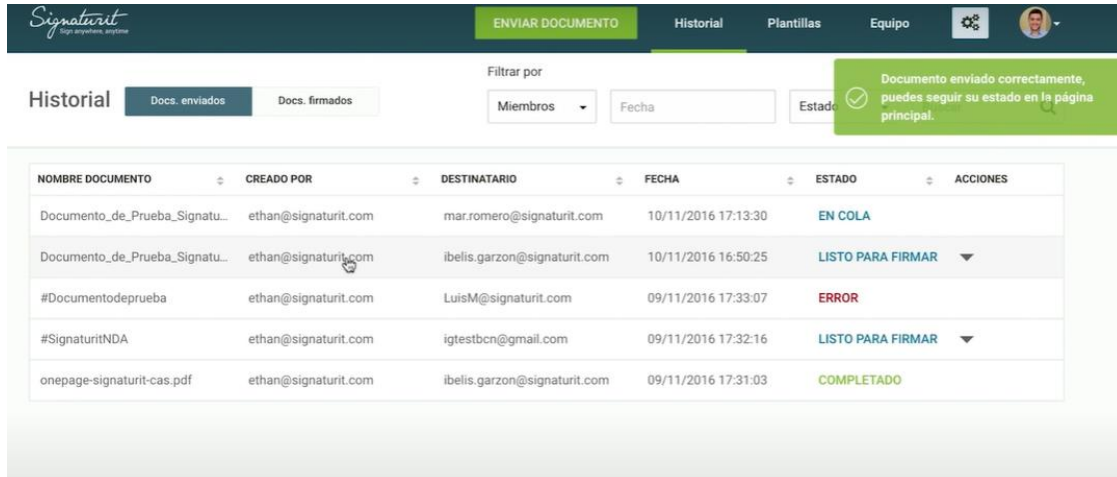 Signaturit
Sign anywhere, anytime
ENVIAR DOCUMENTO Historial Plantillas Equipo
Historial Docs. enviados Docs. firmados
Filtrar por
Miembros Fecha Estado
Documento enviado correctamente,
puedes seguir su estado en la página
principal.
NOMBRE DOCUMENTO CREADO POR DESTINATARIO FECHA ESTADO ACCIONES
Documento_de_Prueba_Signatu... ethan@signaturit.com mar.romero@signaturit.com 10/11/2016 17:13:30 EN COLA
Documento_de_Prueba_Signatu... ethan@signaturit.com ibelis.garzon@signaturit.com 10/11/2016 16:50:25 LISTO PARA FIRMAR
#Documentodeprueba ethan@signaturit.com LuisM@signaturit.com 09/11/2016 17:33:07 ERROR
#SignaturitNDA ethan@signaturit.com igtestbcn@gmail.com 09/11/2016 17:32:16 LISTO PARA FIRMAR
onepage-signaturit-cas.pdf ethan@signaturit.com ibelis.garzon@signaturit.com 09/11/2016 17:31:03 COMPLETADO